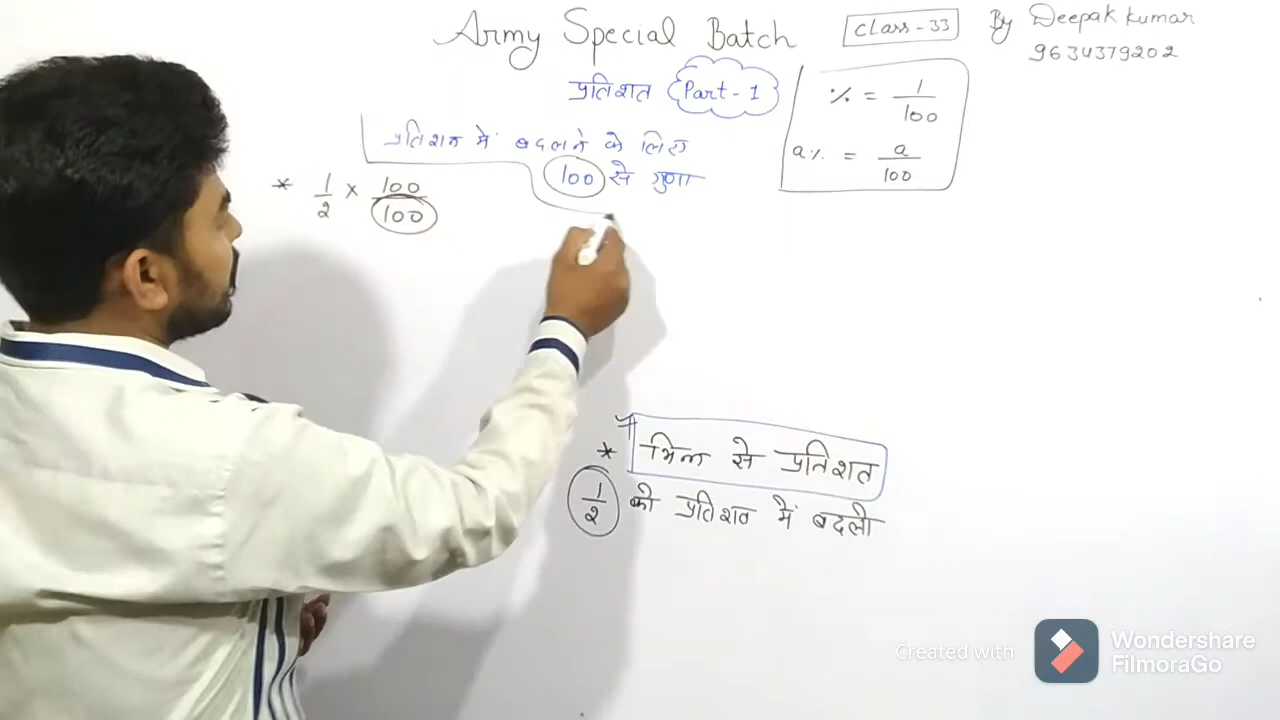 Army Special Batch
Class-33
By Deepak kumar
9634379202
प्रतिशत Part-1
% = 1/100
a% = a/100
प्रतिशत में बदलने के लिए
100 से गुणा
* 1/2 × 100/100
* भिन्न से प्रतिशत
1/2 को प्रतिशत में बदलो
Created with Wondershare FilmoraGo